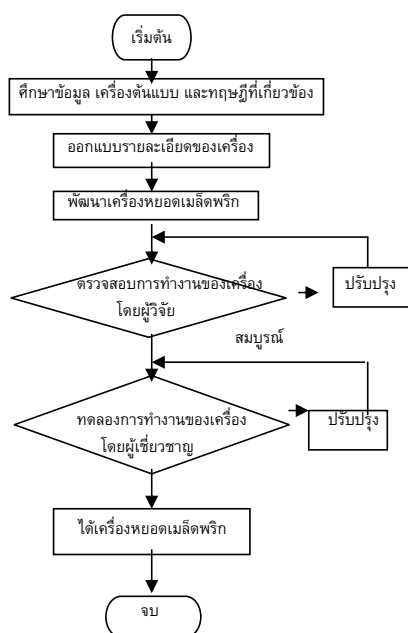 เริ่มต้น
ศึกษาข้อมูล เครื่องต้นแบบ และทฤษฎีที่เกี่ยวข้อง
ออกแบบรายละเอียดของเครื่อง
พัฒนาเครื่องหยอดเมล็ดพริก
ตรวจสอบการทำงานของเครื่อง
โดยผู้วิจัย
ปรับปรุง
สมบูรณ์
ทดลองการทำงานของเครื่อง
โดยผู้เชี่ยวชาญ
ปรับปรุง
ได้เครื่องหยอดเมล็ดพริก
จบ